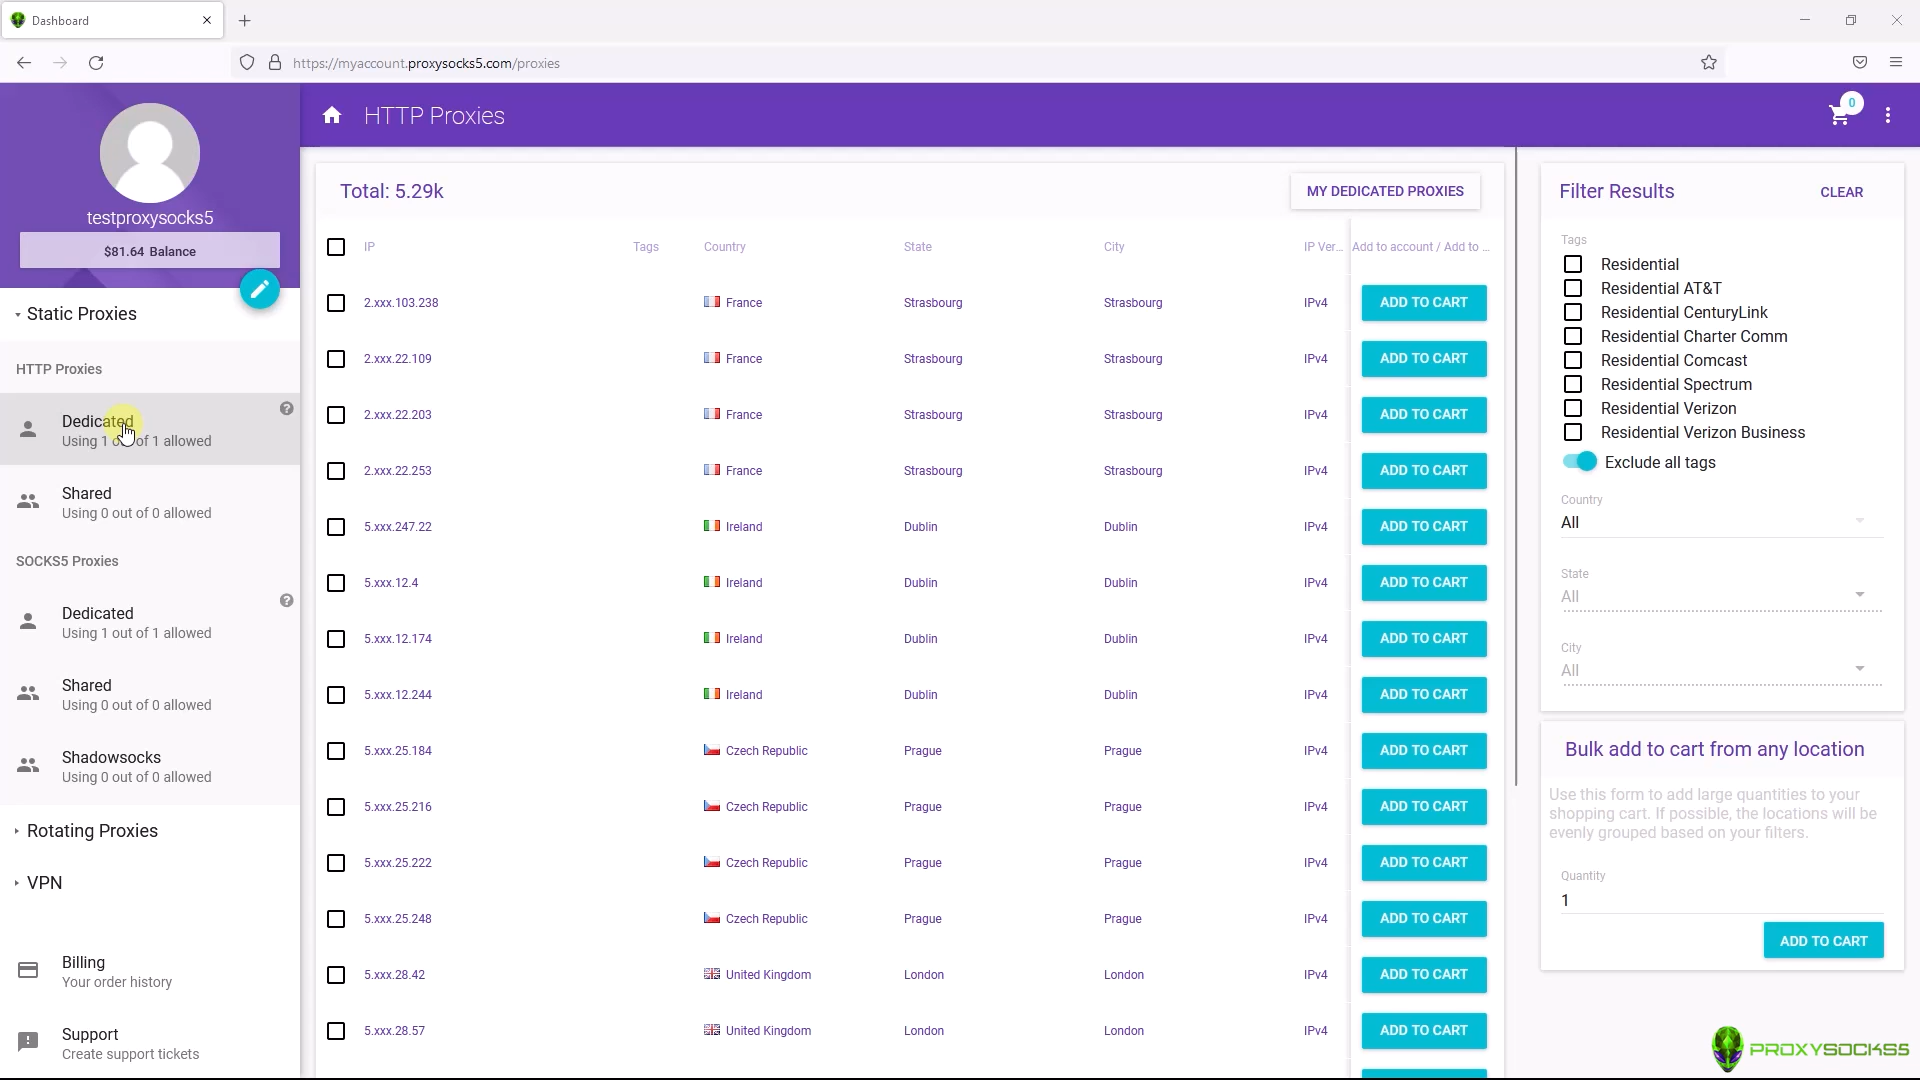 Dashboard
https://myaccount.proxysocks5.com/proxies
testproxysocks5
$81.64 Balance
Static Proxies
HTTP Proxies
Dedicated
Using 1 of 1 allowed
Shared
Using 0 out of 0 allowed
SOCKS5 Proxies
Dedicated
Using 1 out of 1 allowed
Shared
Using 0 out of 0 allowed
Shadowsocks
Using 0 out of 0 allowed
Rotating Proxies
VPN
Billing
Your order history
Support
Create support tickets
HTTP Proxies
0
Total: 5.29k
MY DEDICATED PROXIES
IP Tags Country State City IP Ver... Add to account / Add to ...
2.xxx.103.238 France Strasbourg Strasbourg IPv4 ADD TO CART
2.xxx.22.109 France Strasbourg Strasbourg IPv4 ADD TO CART
2.xxx.22.203 France Strasbourg Strasbourg IPv4 ADD TO CART
2.xxx.22.253 France Strasbourg Strasbourg IPv4 ADD TO CART
5.xxx.247.22 Ireland Dublin Dublin IPv4 ADD TO CART
5.xxx.12.4 Ireland Dublin Dublin IPv4 ADD TO CART
5.xxx.12.174 Ireland Dublin Dublin IPv4 ADD TO CART
5.xxx.12.244 Ireland Dublin Dublin IPv4 ADD TO CART
5.xxx.25.184 Czech Republic Prague Prague IPv4 ADD TO CART
5.xxx.25.216 Czech Republic Prague Prague IPv4 ADD TO CART
5.xxx.25.222 Czech Republic Prague Prague IPv4 ADD TO CART
5.xxx.25.248 Czech Republic Prague Prague IPv4 ADD TO CART
5.xxx.28.42 United Kingdom London London IPv4 ADD TO CART
5.xxx.28.57 United Kingdom London London IPv4 ADD TO CART
Filter Results CLEAR
Tags
Residential
Residential AT&T
Residential CenturyLink
Residential Charter Comm
Residential Comcast
Residential Spectrum
Residential Verizon
Residential Verizon Business
Exclude all tags
Country
All
State
All
City
All
Bulk add to cart from any location
Use this form to add large quantities to your
shopping cart. If possible, the locations will be
evenly grouped based on your filters.
Quantity
1
ADD TO CART
PROXYSOCKS5